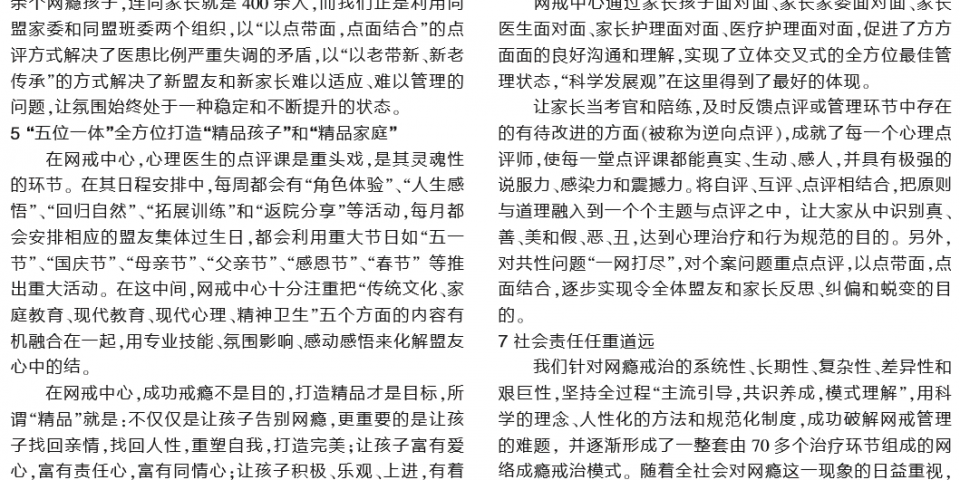 余个网瘾孩子,连同家长就是 400 余人,而我们正是利用同
盟家委和同盟班委两个组织,以“以点带面,点面结合”的点
评方式解决了医患比例严重失调的矛盾,以“以老带新、新老
传承”的方式解决了新盟友和新家长难以适应、难以管理的
问题,让氛围始终处于一种稳定和不断提升的状态。
5 “五位一体”全方位打造“精品孩子”和“精品家庭”
在网戒中心,心理医生的点评课是重头戏,是其灵魂性
的环节。在其日程安排中,每周都会有“角色体验”、“人生感
悟”、“回归自然”、“拓展训练”和“返院分享”等活动,每月都
会安排相应的盟友集体过生日,都会利用重大节日如“五一
节”、“国庆节”、“母亲节”、“父亲节”、“感恩节”、“春节” 等推
出重大活动。在这中间,网戒中心十分注重把“传统文化、家
庭教育、现代教育、现代心理、精神卫生”五个方面的内容有
机融合在一起,用专业技能、氛围影响、感动感悟来化解盟友
心中的结。
在网戒中心,成功戒瘾不是目的,打造精品才是目标,所
谓“精品”就是:不仅仅是让孩子告别网瘾,更重要的是让孩
子找回亲情,找回人性,重塑自我,打造完美;让孩子富有爱
心,富有责任心,富有同情心;让孩子积极、乐观、上进,有着
网戒中心通过家长孩子面对面、家长家委面对面、家长
医生面对面、家长护理面对面、医疗护理面对面,促进了方方
面面的良好沟通和理解,实现了立体交叉式的全方位最佳管
理状态,“科学发展观”在这里得到了最好的体现。
让家长当考官和陪练,及时反馈点评或管理环节中存在
的有待改进的方面(被称为逆向点评),成就了每一个心理点
评师,使每一堂点评课都能真实、生动、感人,并具有极强的
说服力、感染力和震撼力。将自评、互评、点评相结合,把原则
与道理融入到一个个主题与点评之中, 让大家从中识别真、
善、美和假、恶、丑,达到心理治疗和行为规范的目的。另外,
对共性问题“一网打尽”,对个案问题重点点评,以点带面,点
面结合,逐步实现令全体盟友和家长反思、纠偏和蜕变的目
的。
7 社会责任任重道远
我们针对网瘾戒治的系统性、长期性、复杂性、差异性和
艰巨性,坚持全过程“主流引导,共识养成,模式理解”,用科
学的理念、人性化的方法和规范化制度,成功破解网戒管理
的难题, 并逐渐形成了一整套由 70 多个治疗环节组成的网
络成瘾戒治模式。随着全社会对网瘾这一现象的日益重视,